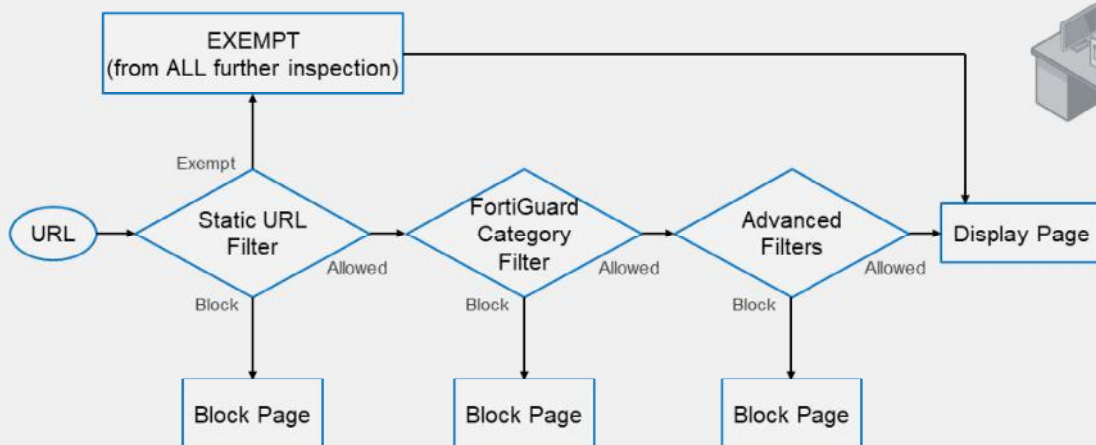 EXEMPT
(from ALL further inspection)
Exempt
URL
Static URL
Filter
Allowed
Block
FortiGuard
Category
Filter
Allowed
Block
Advanced
Filters
Allowed
Block
Display Page
Block Page
Block Page
Block Page